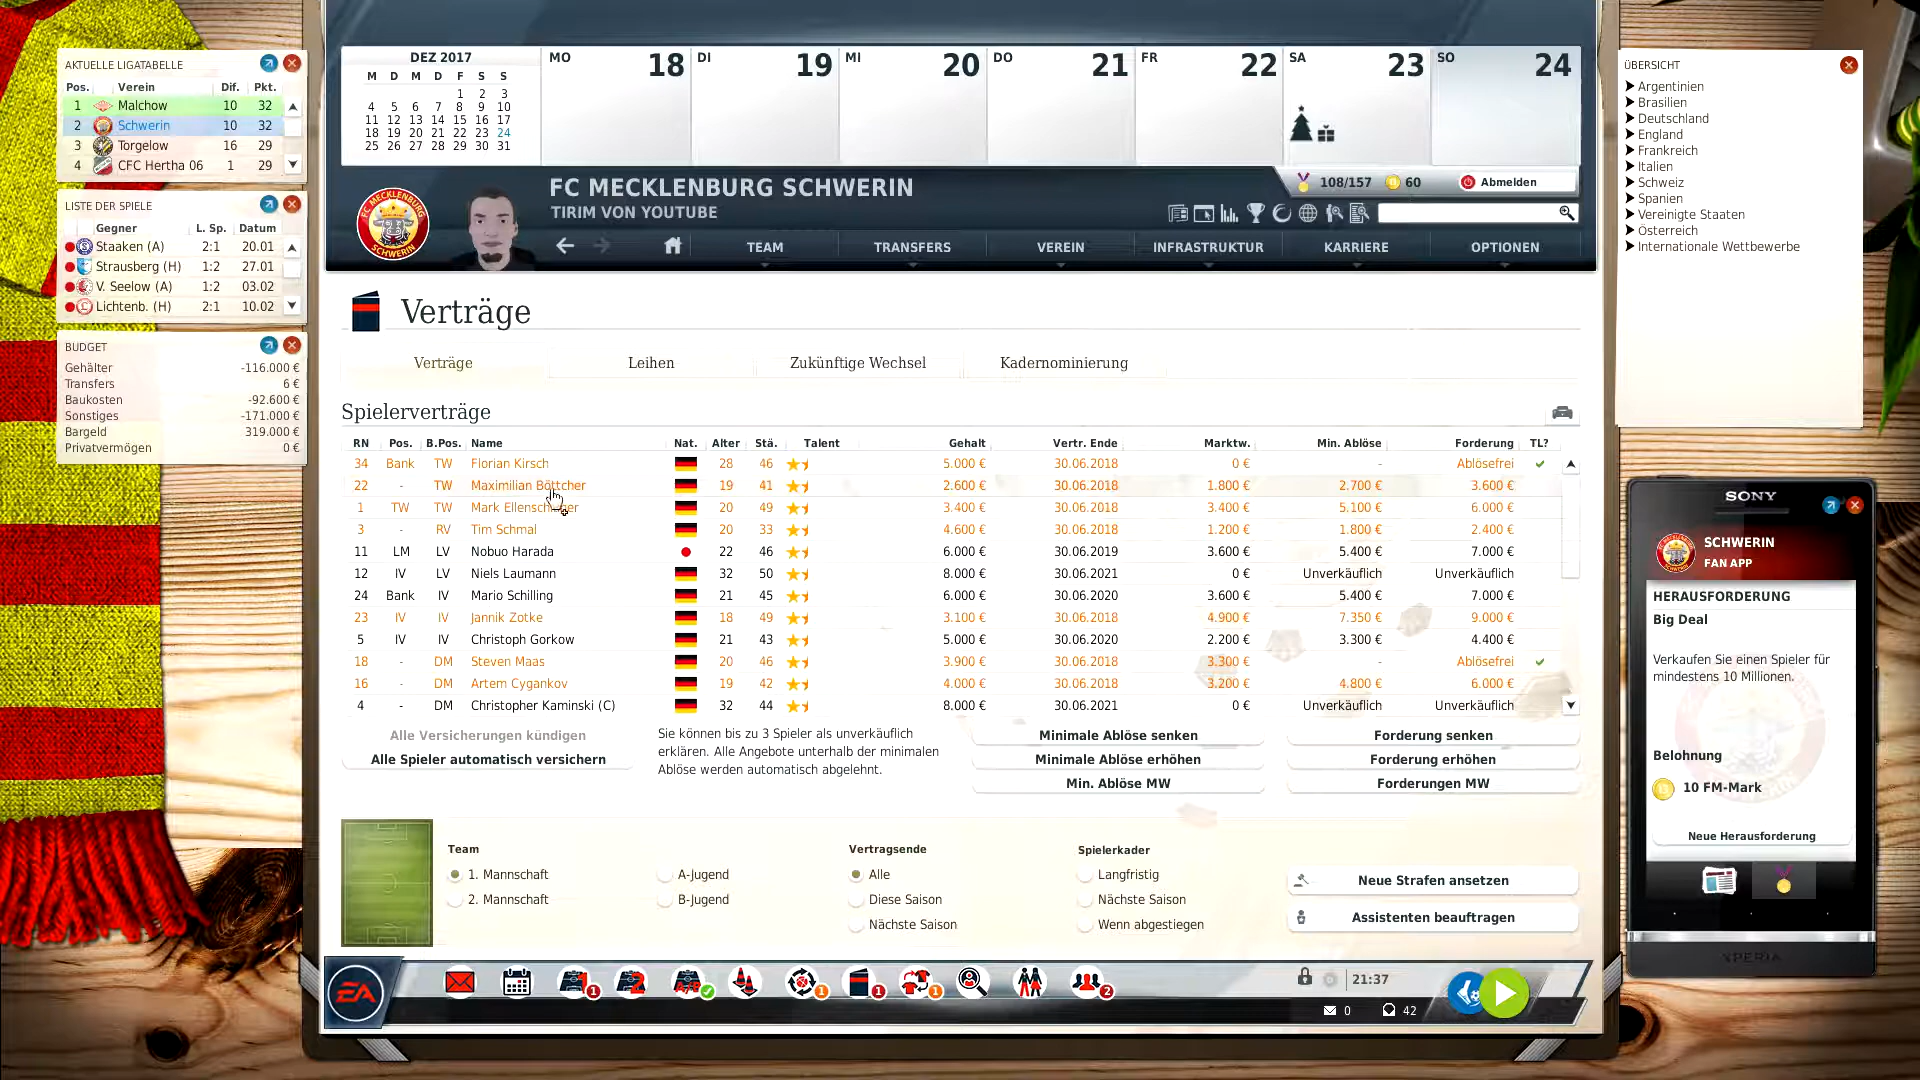 AKTUELLE LIGATABELLE
Pos. Verein Dif. Pkt.
1 Malchow 10 32
2 Schwerin 10 32
3 Torgelow 16 29
4 CFC Hertha 06 1 29
LISTE DER SPIELE
Gegner L. Sp. Datum
Staaken (A) 2:1 20.01
Strausberg (H) 1:2 27.01
V. Seelow (A) 1:2 03.02
Lichtenb. (H) 2:1 10.02
BUDGET
Gehälter -116.000 €
Transfers 6 €
Baukosten -92.600 €
Sonstiges -171.000 €
Bargeld 319.000 €
Privatvermögen 0 €
DEZ 2017
M D M D F S S
1 2 3
4 5 6 7 8 9 10
11 12 13 14 15 16 17
18 19 20 21 22 23 24
25 26 27 28 29 30 31
MO 18 DI 19 MI 20 DO 21 FR 22 SA 23 SO 24
FC MECKLENBURG SCHWERIN
TIRIM VON YOUTUBE
108/157 60 Abmelden
TEAM TRANSFERS VEREIN INFRASTRUKTUR KARRIERE OPTIONEN
Verträge
Verträge Leihen Zukünftige Wechsel Kadernominierung
Spielerverträge
RN Pos. B.Pos. Name Nat. Alter Stä. Talent Gehalt Vertr. Ende Marktw. Min. Ablöse Forderung TL?
34 Bank TW Florian Kirsch 28 46 5.000 € 30.06.2018 0 € - Ablösefrei
22 - TW Maximilian Böttcher 19 41 2.600 € 30.06.2018 1.800 € 2.700 € 3.600 €
1 TW TW Mark 20 49 3.400 € 30.06.2018 3.400 € 5.100 € 6.000 €
3 - RV Tim Schmal 20 33 4.600 € 30.06.2018 1.200 € 1.800 € 2.400 €
11 LM LV Nobuo Harada 22 46 6.000 € 30.06.2019 3.600 € 5.400 € 7.000 €
12 IV LV Niels Laumann 32 50 8.000 € 30.06.2021 0 € Unverkäuflich Unverkäuflich
24 Bank IV Mario Schilling 21 45 6.000 € 30.06.2020 3.600 € 5.400 € 7.000 €
23 IV IV Jannik Zotke 18 49 3.100 € 30.06.2018 4.900 € 7.350 € 9.000 €
5 IV IV Christoph Gorkow 21 43 5.000 € 30.06.2020 2.200 € 3.300 € 4.400 €
18 - DM Steven Maas 20 46 3.900 € 30.06.2018 3.300 € - Ablösefrei
16 - DM Artem Cygankov 19 42 4.000 € 30.06.2018 3.200 € 4.800 € 6.000 €
4 - DM Christopher Kaminski (C) 32 44 8.000 € 30.06.2021 0 € Unverkäuflich Unverkäuflich
Alle Versicherungen kündigen
Alle Spieler automatisch versichern
Sie können bis zu 3 Spieler als unverkäuflich
erklären. Alle Angebote unterhalb der minimalen
Ablöse werden automatisch abgelehnt.
Minimale Ablöse senken
Minimale Ablöse erhöhen
Min. Ablöse MW
Forderung senken
Forderung erhöhen
Forderungen MW
Team
1. Mannschaft
2. Mannschaft
A-Jugend
B-Jugend
Vertragsende
Alle
Diese Saison
Nächste Saison
Spielerkader
Langfristig
Nächste Saison
Wenn abgestiegen
Neue Strafen ansetzen
Assistenten beauftragen
EA
1 2 A/B 1 1 1 2
21:37
0 42
ÜBERSICHT
Argentinien
Brasilien
Deutschland
England
Frankreich
Italien
Schweiz
Spanien
Vereinigte Staaten
Österreich
Internationale Wettbewerbe
SONY
SCHWERIN
FAN APP
HERAUSFORDERUNG
Big Deal
Verkaufen Sie einen Spieler für
mindestens 10 Millionen.
Belohnung
10 FM-Mark
Neue Herausforderung
XPERIA